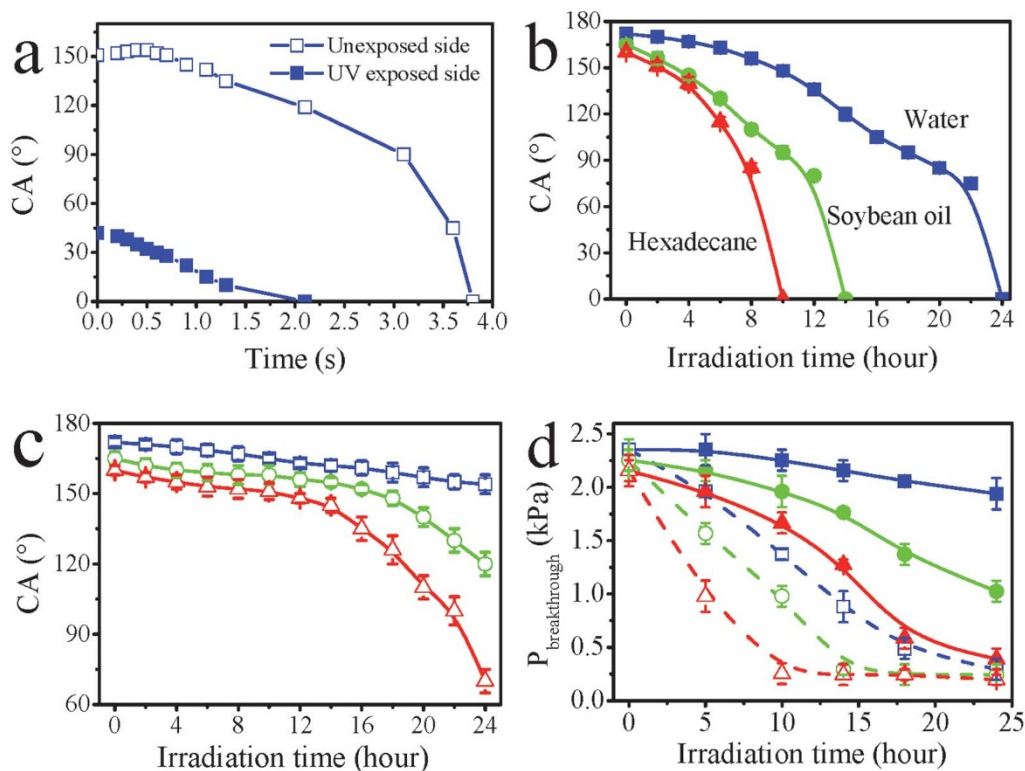 a
CA (°)
150
120
90
60
30
0
Unexposed side
UV exposed side
0.0 0.5 1.0 1.5 2.0 2.5 3.0 3.5 4.0
Time (s)
b
CA (°)
180
150
120
90
60
30
0
Water
Soybean oil
Hexadecane
0 4 8 12 16 20 24
Irradiation time (hour)
c
CA (°)
180
150
120
90
60
0 4 8 12 16 20 24
Irradiation time (hour)
d
P breakthrough (kPa)
2.5
2.0
1.5
1.0
0.5
0.0
0 5 10 15 20 25
Irradiation time (hour)